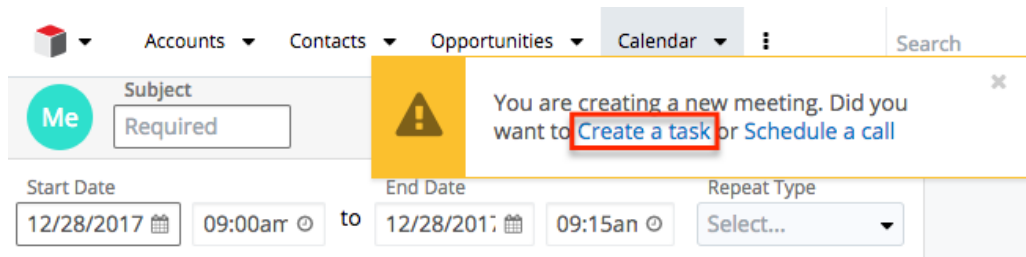 Accounts Contacts Opportunities Calendar Search
You are creating a new meeting. Did you
want to Create a task or Schedule a call
Me
Subject
Required
Start Date End Date Repeat Type
12/28/2017 09:00am to 12/28/2017 09:15am Select...